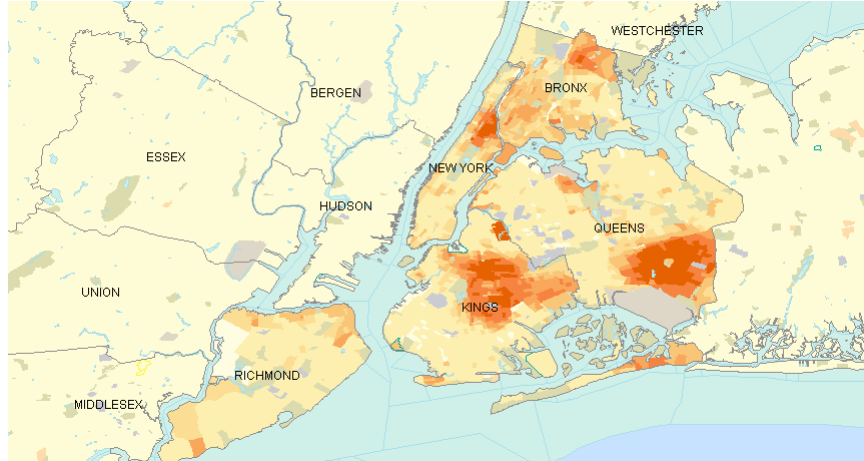 WESTCHESTER
BERGEN
BRONX
ESSEX
NEW YORK
HUDSON
QUEENS
UNION
KINGS
RICHMOND
MIDDLESEX